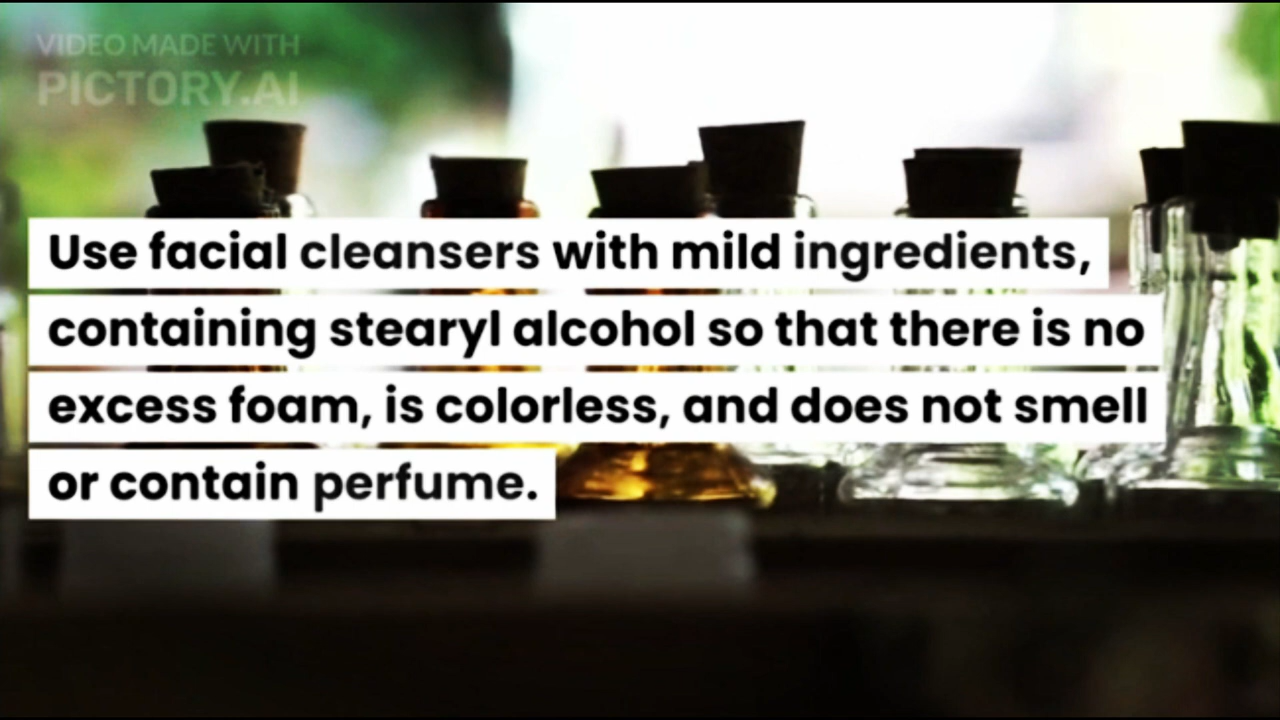 VIDEO MADE WITH
PICTORY.AI
Use facial cleansers with mild ingredients,
containing stearyl alcohol so that there is no
excess foam, is colorless, and does not smell
or contain perfume.